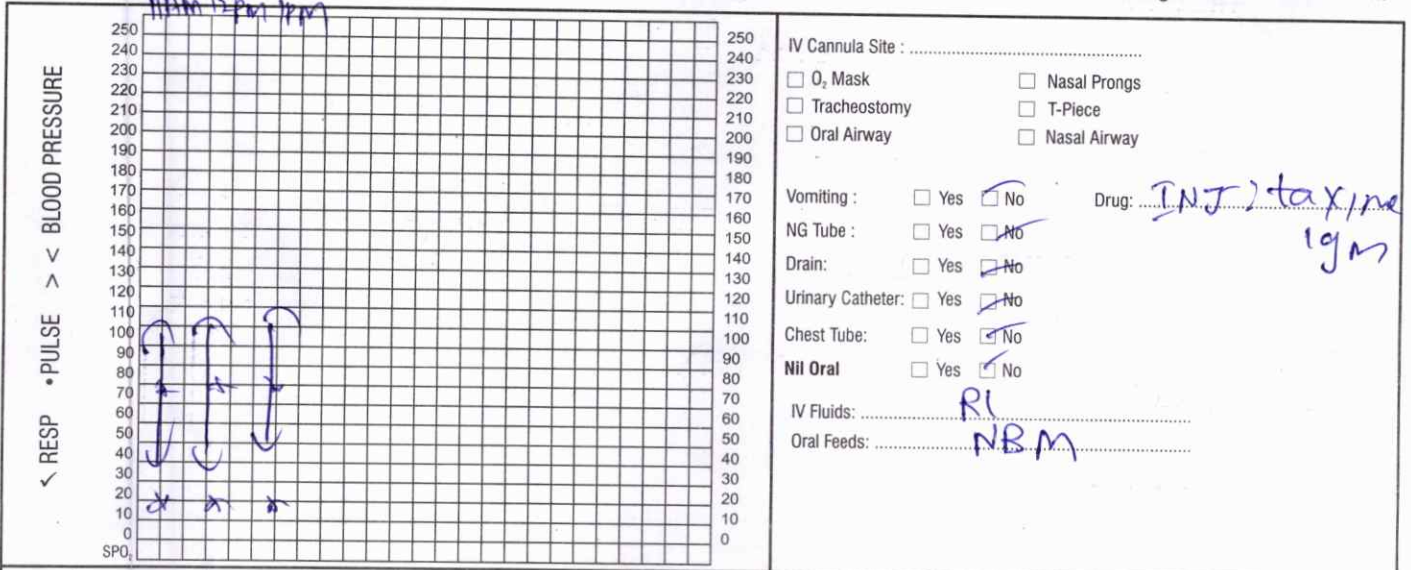 11AM 12PM 1PM
< RESP • PULSE > < BLOOD PRESSURE
250 250
240 240
230 230
220 220
210 210
200 200
190 190
180 180
170 170
160 160
150 150
140 140
130 130
120 120
110 110
100 100
90 90
80 80
70 70
60 60
50 50
40 40
30 30
20 20
10 10
0 0
SPO₂
IV Cannula Site :
O₂ Mask Nasal Prongs
Tracheostomy T-Piece
Oral Airway Nasal Airway
Vomiting : Yes No Drug: INJ) taxime
1gm
NG Tube : Yes No
Drain: Yes No
Urinary Catheter: Yes No
Chest Tube: Yes No
Nil Oral Yes No
IV Fluids: RL
Oral Feeds: NBM